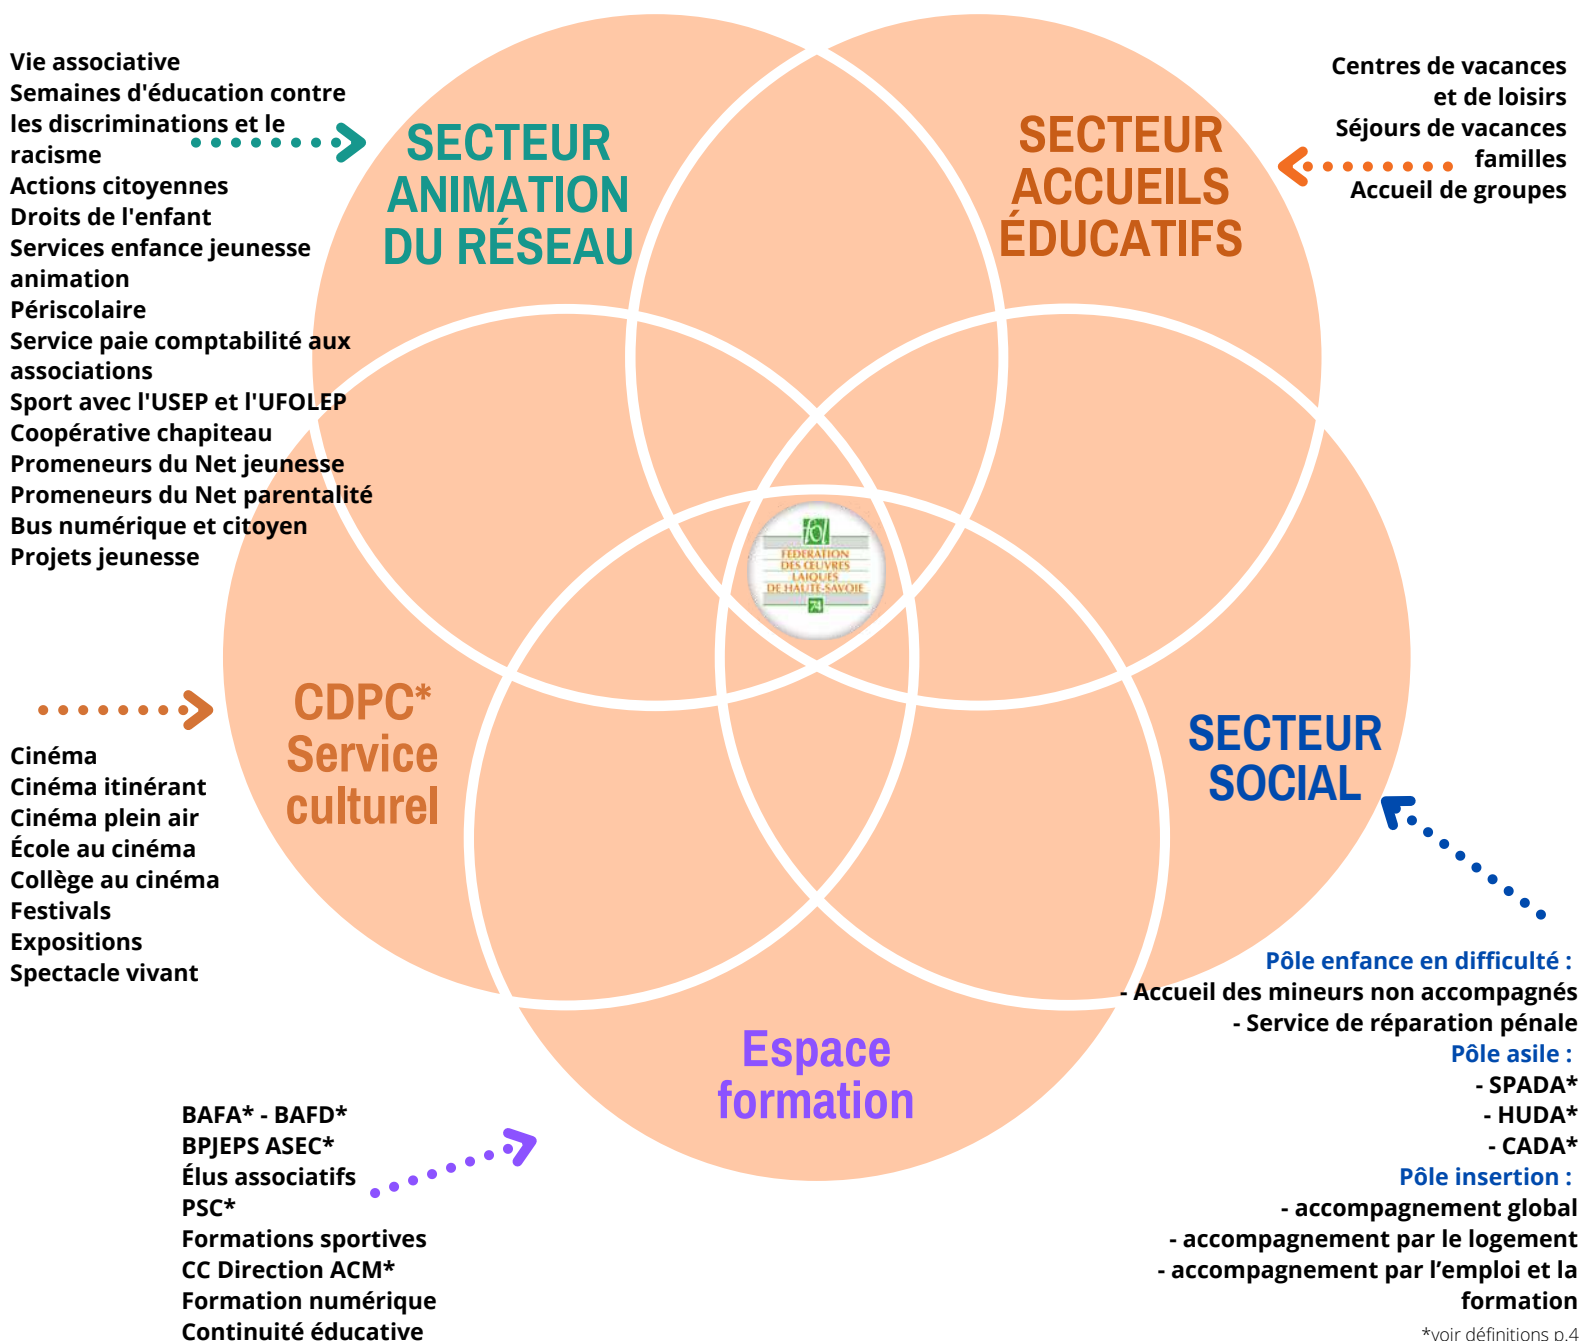 Vie associative
Semaines d'éducation contre
les discriminations et le
racisme
Actions citoyennes
Droits de l'enfant
Services enfance jeunesse
animation
Périscolaire
Service paie comptabilité aux
associations
Sport avec l'USEP et l'UFOLEP
Coopérative chapiteau
Promeneurs du Net jeunesse
Promeneurs du Net parentalité
Bus numérique et citoyen
Projets jeunesse
SECTEUR
ANIMATION
DU RÉSEAU
SECTEUR
ACCUEILS
ÉDUCATIFS
Centres de vacances
et de loisirs
Séjours de vacances
familles
Accueil de groupes
fol
FÉDÉRATION
DES ŒUVRES
LAIQUES
DE HAUTE-SAVOIE
74
CDPC*
Service
culturel
Cinéma
Cinéma itinérant
Cinéma plein air
École au cinéma
Collège au cinéma
Festivals
Expositions
Spectacle vivant
SECTEUR
SOCIAL
Pôle enfance en difficulté :
- Accueil des mineurs non accompagnés
- Service de réparation pénale
Pôle asile :
- SPADA*
- HUDA*
- CADA*
Pôle insertion :
- accompagnement global
- accompagnement par le logement
- accompagnement par l’emploi et la
formation
Espace
formation
BAFA* - BAFD*
BPJEPS ASEC*
Élus associatifs
PSC*
Formations sportives
CC Direction ACM*
Formation numérique
Continuité éducative
*voir définitions p.4